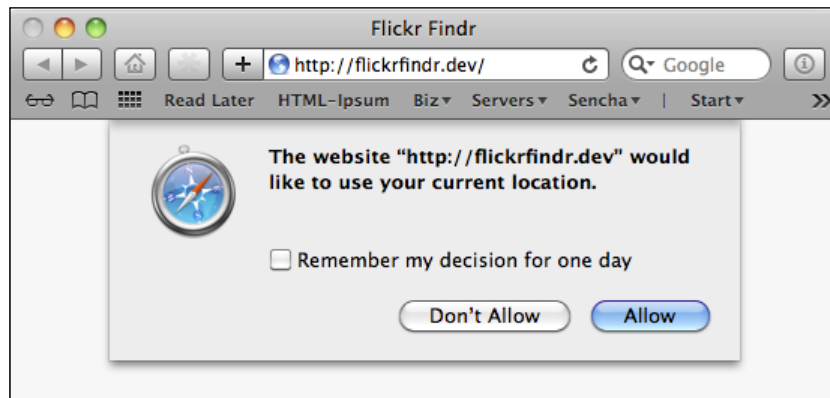 Flickr Findr
http://flickrfindr.dev/
Google
Read Later HTML-Ipsum Biz Servers Sencha | Start
The website “http://flickrfindr.dev” would
like to use your current location.
Remember my decision for one day
Don't Allow Allow